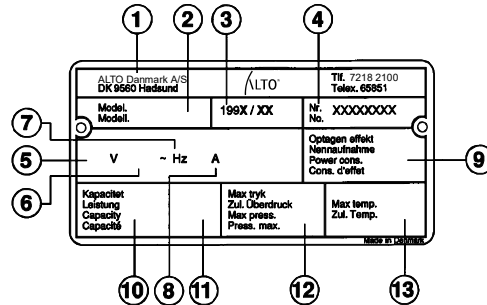 1 2 3 4
ALTO Danmark A/S
DK 9560 Hadsund
ALTO®
Tlf. 7218 2100
Telex. 65851
Model.
Modell.
199X / XX
Nr.
No.
XXXXXXXX
7
5
V ~ Hz A
6
Optagen effekt
Nennaufnahme
Power cons.
Cons. d'effet
9
Kapacitet
Leistung
Capacity
Capacité
Max tryk
Zul. Überdruck
Max press.
Press. max.
Max temp.
Zul. Temp.
Made in Denmark
10 8 11 12 13